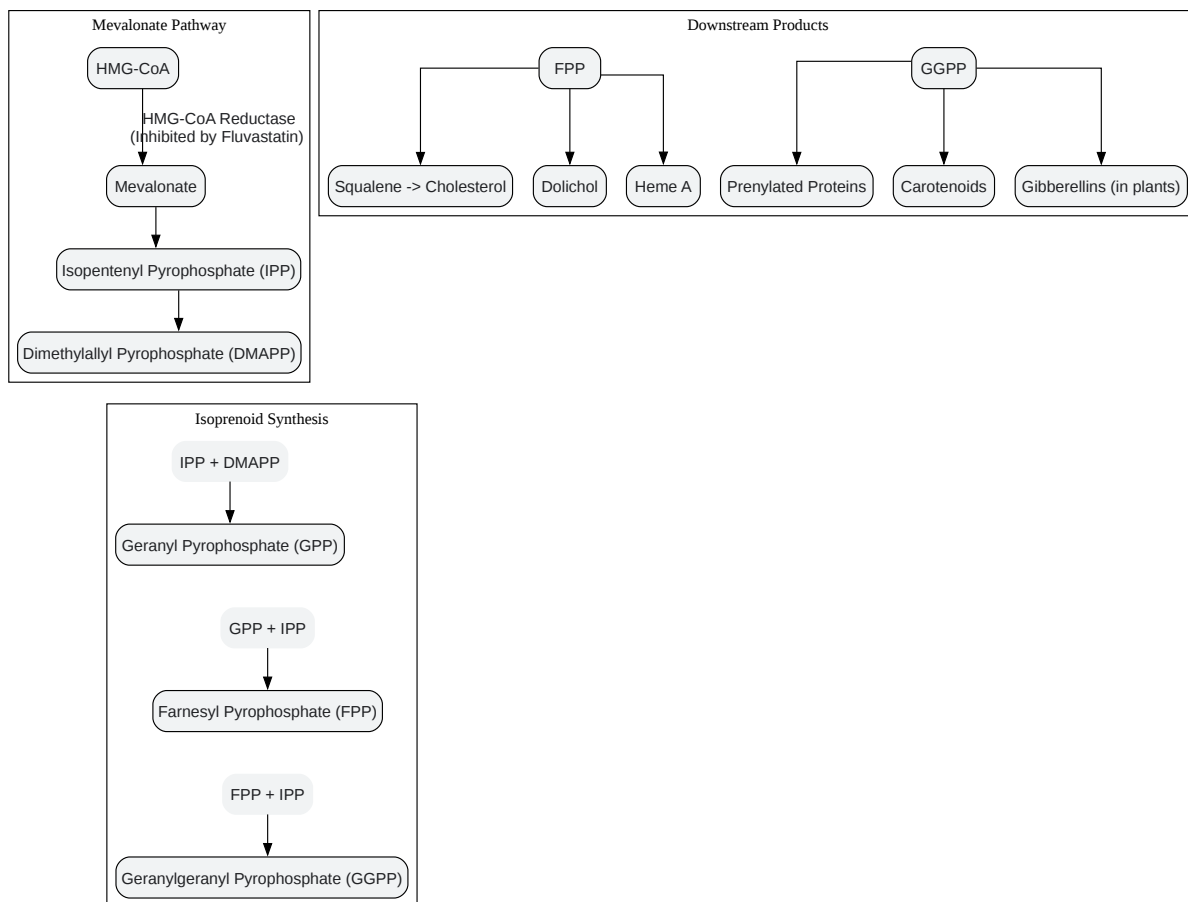 Mevalonate Pathway
HMG-CoA
HMG-CoA Reductase
(Inhibited by Fluvastatin)
Mevalonate
Isopentenyl Pyrophosphate (IPP)
Dimethylallyl Pyrophosphate (DMAPP)
Downstream Products
FPP
GGPP
Squalene -> Cholesterol
Dolichol
Heme A
Prenylated Proteins
Carotenoids
Gibberellins (in plants)
Isoprenoid Synthesis
IPP + DMAPP
Geranyl Pyrophosphate (GPP)
GPP + IPP
Farnesyl Pyrophosphate (FPP)
FPP + IPP
Geranylgeranyl Pyrophosphate (GGPP)